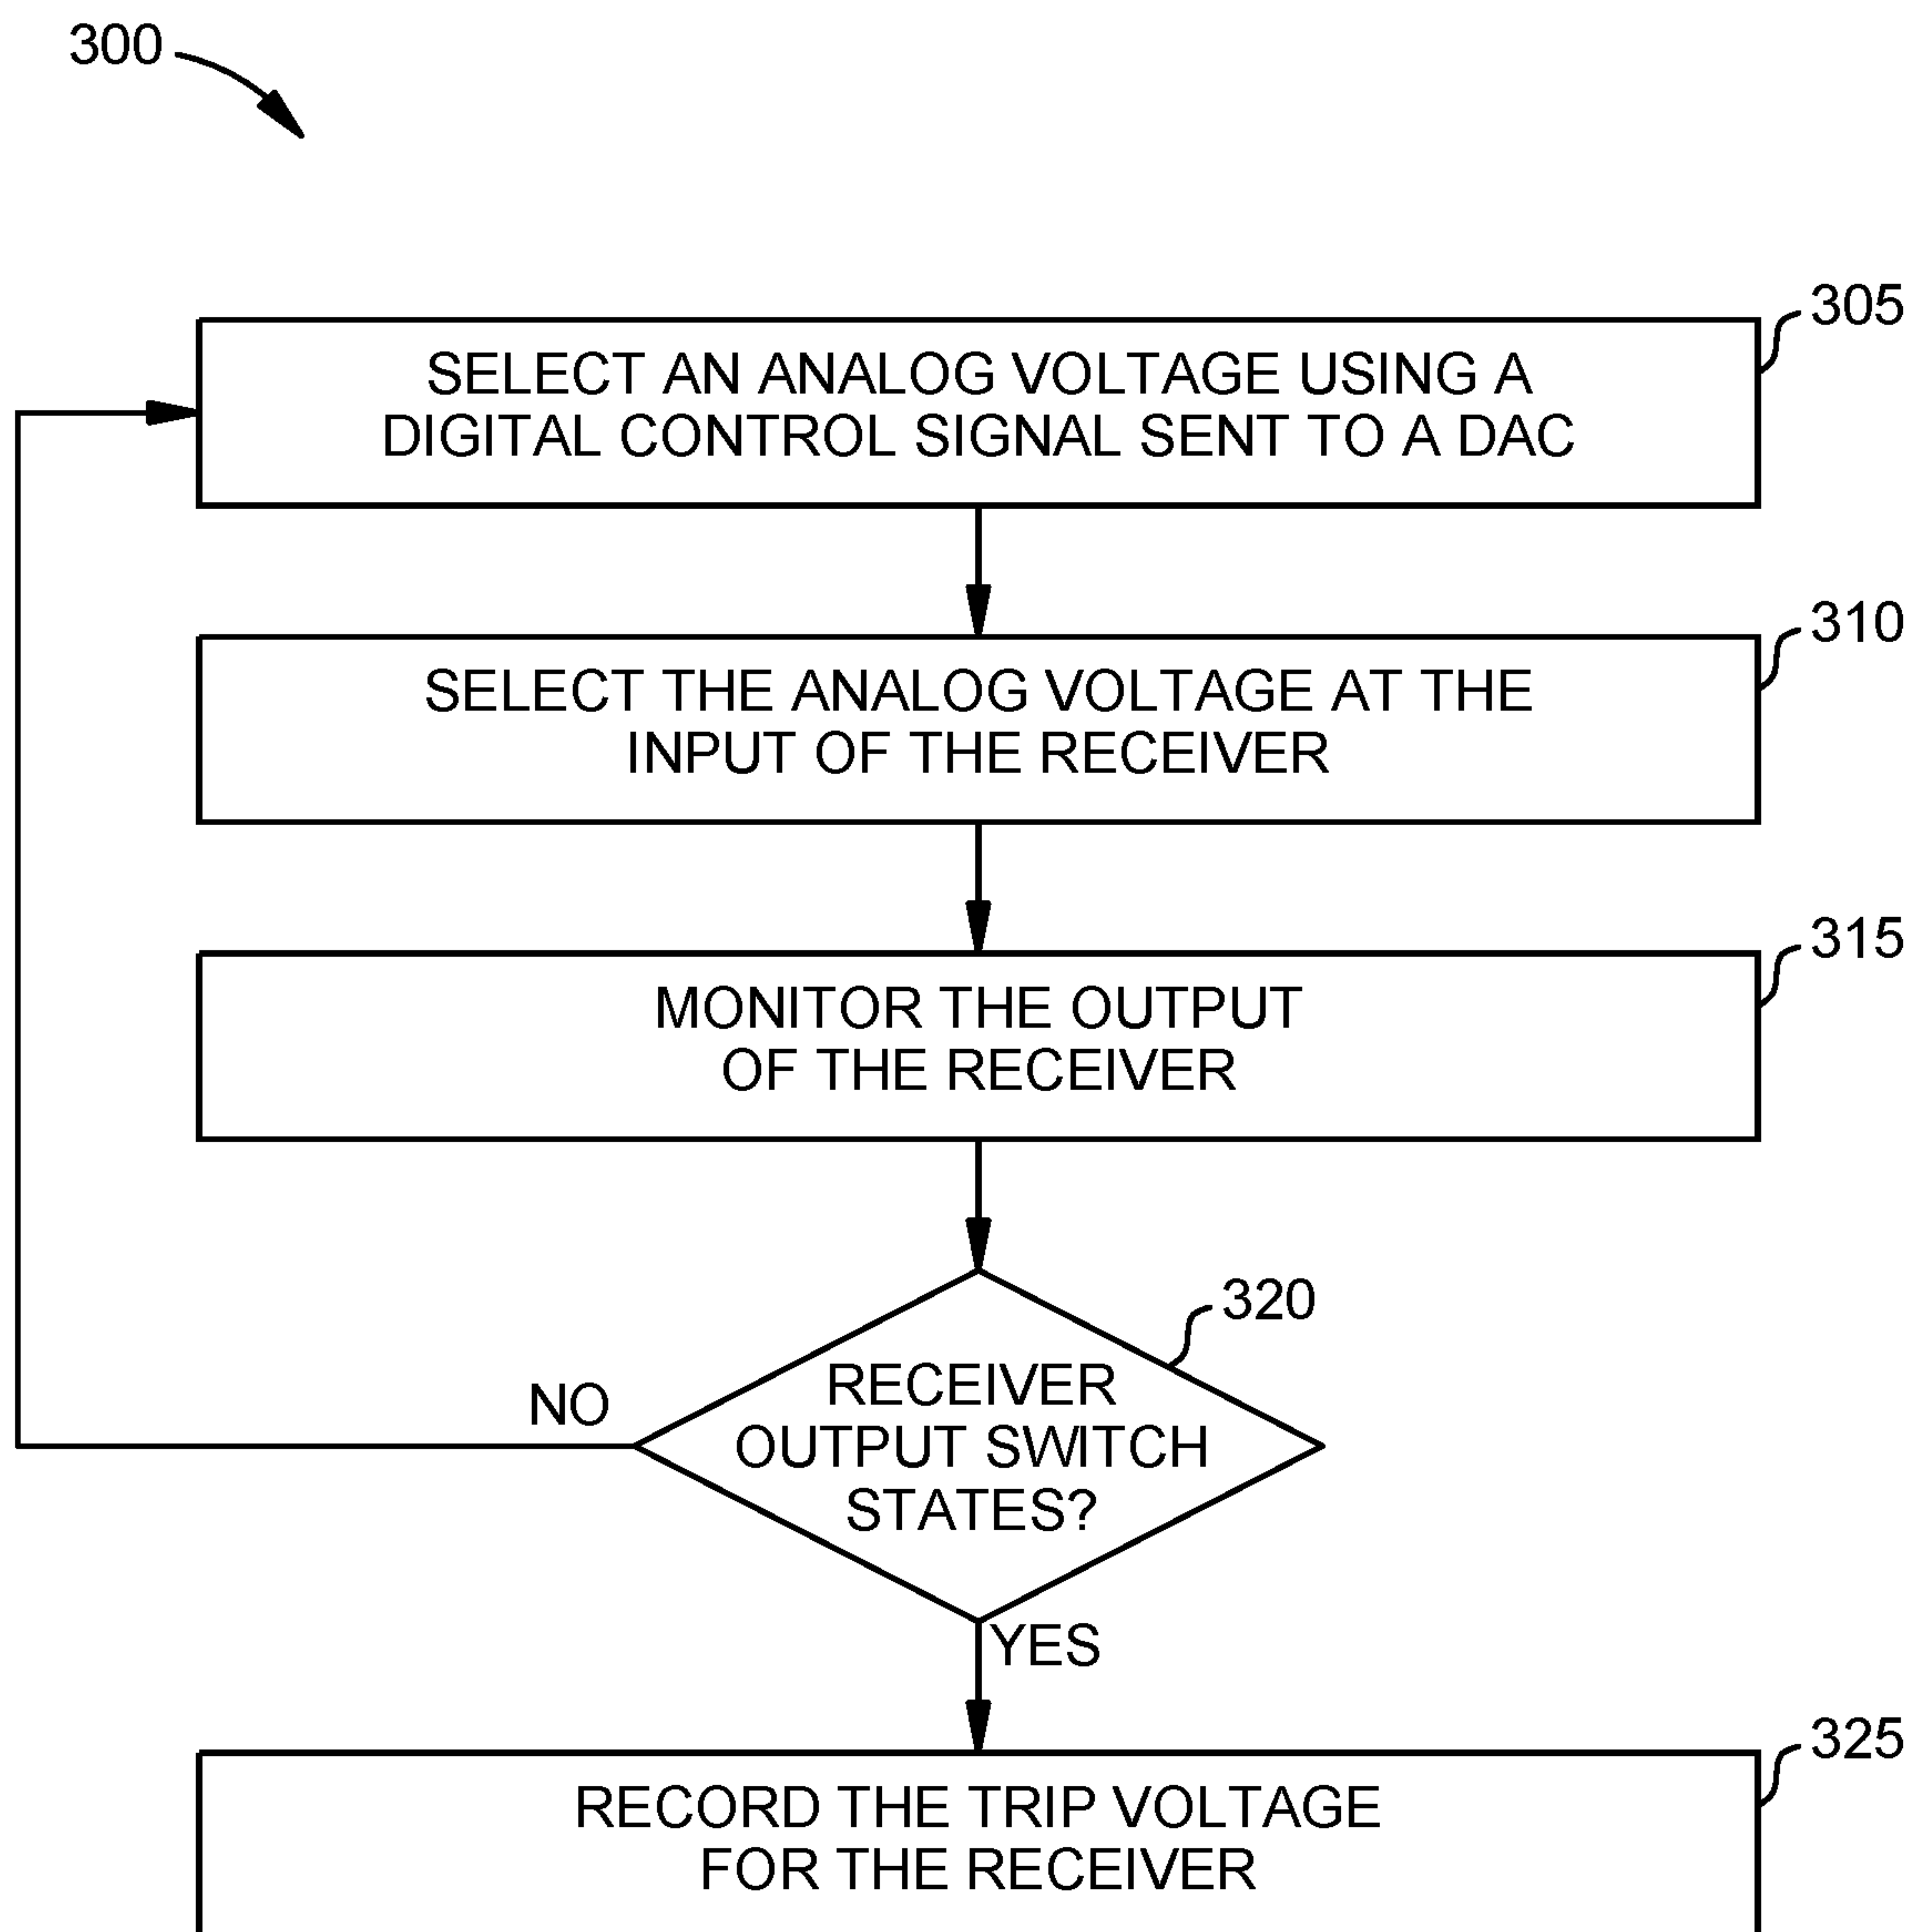 300
305
SELECT AN ANALOG VOLTAGE USING A
DIGITAL CONTROL SIGNAL SENT TO A DAC
310
SELECT THE ANALOG VOLTAGE AT THE
INPUT OF THE RECEIVER
315
MONITOR THE OUTPUT
OF THE RECEIVER
320
RECEIVER
OUTPUT SWITCH
STATES?
NO
YES
325
RECORD THE TRIP VOLTAGE
FOR THE RECEIVER